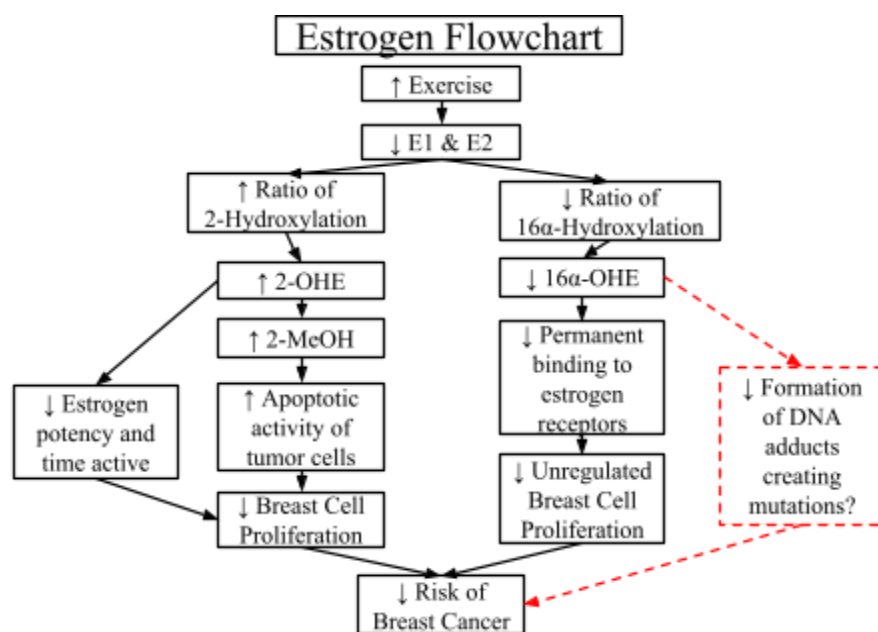 Estrogen Flowchart
↑ Exercise
↓ E1 & E2
↑ Ratio of
2-Hydroxylation
↓ Ratio of
16α-Hydroxylation
↑ 2-OHE
↓ 16α-OHE
↑ 2-MeOH
↓ Permanent
binding to
estrogen
receptors
↓ Estrogen
potency and
time active
↑ Apoptotic
activity of
tumor cells
↓ Formation
of DNA
adducts
creating
mutations?
↓ Breast Cell
Proliferation
↓ Unregulated
Breast Cell
Proliferation
↓ Risk of
Breast Cancer